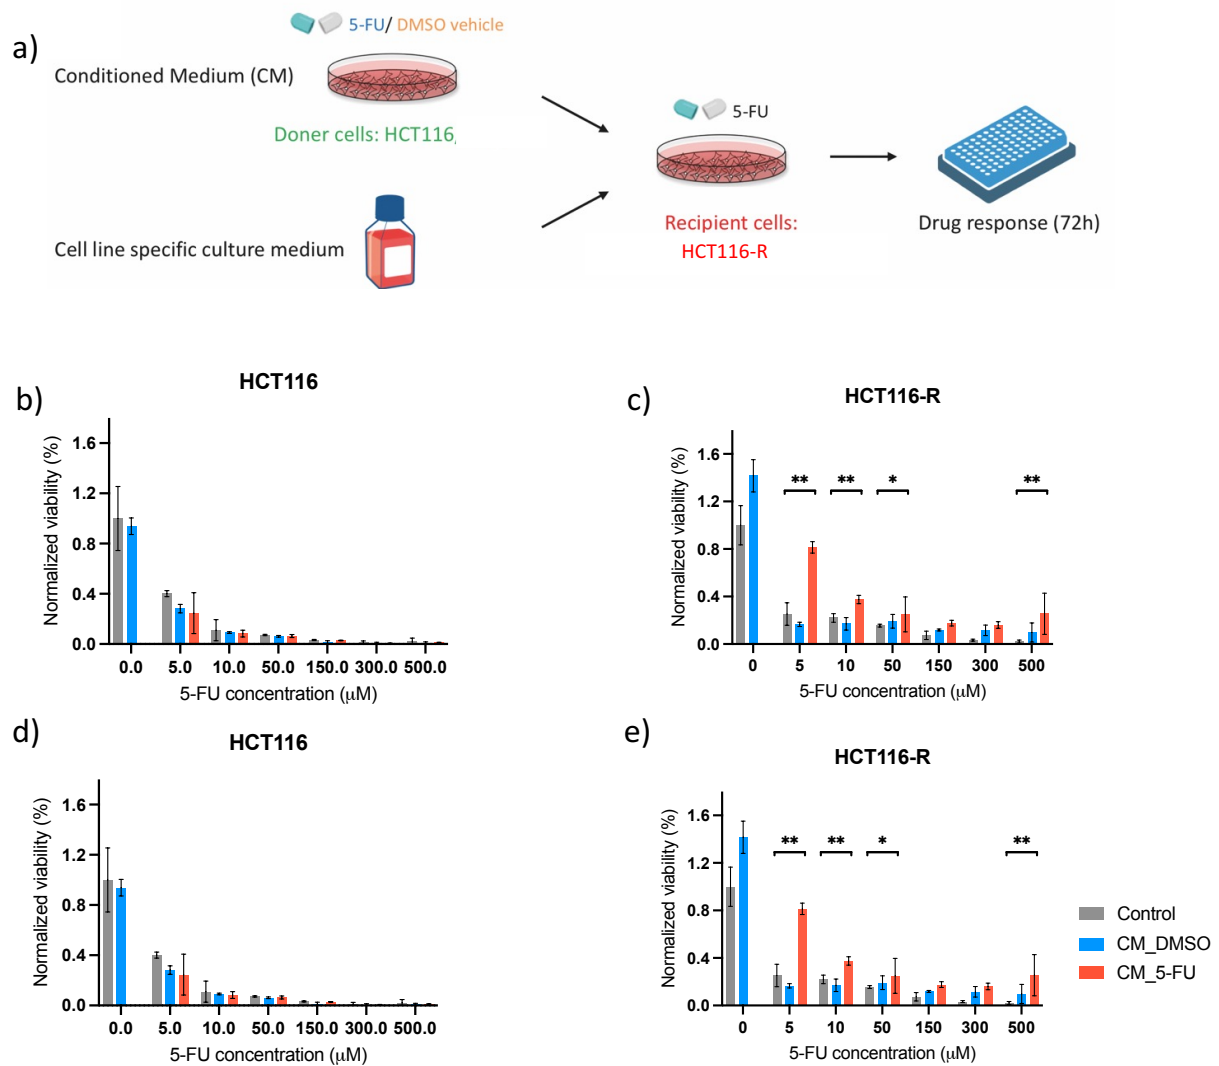 a)
5-FU/ DMSO vehicle
Conditioned Medium (CM)
Doner cells: HCT116,
5-FU
Cell line specific culture medium
Recipient cells:
HCT116-R
Drug response (72h)
b)
HCT116
Normalized viability (%)
1.6
1.2
0.8
0.4
0.0
0.0 5.0 10.0 50.0 150.0 300.0 500.0
5-FU concentration (μM)
c)
HCT116-R
Normalized viability (%)
1.6
1.2
0.8
0.4
0.0
** ** * **
0 5 10 50 150 300 500
5-FU concentration (μM)
d)
HCT116
Normalized viability (%)
1.6
1.2
0.8
0.4
0.0
0.0 5.0 10.0 50.0 150.0 300.0 500.0
5-FU concentration (μM)
e)
HCT116-R
Normalized viability (%)
1.6
1.2
0.8
0.4
0.0
** ** * **
0 5 10 50 150 300 500
5-FU concentration (μM)
Control
CM_DMSO
CM_5-FU